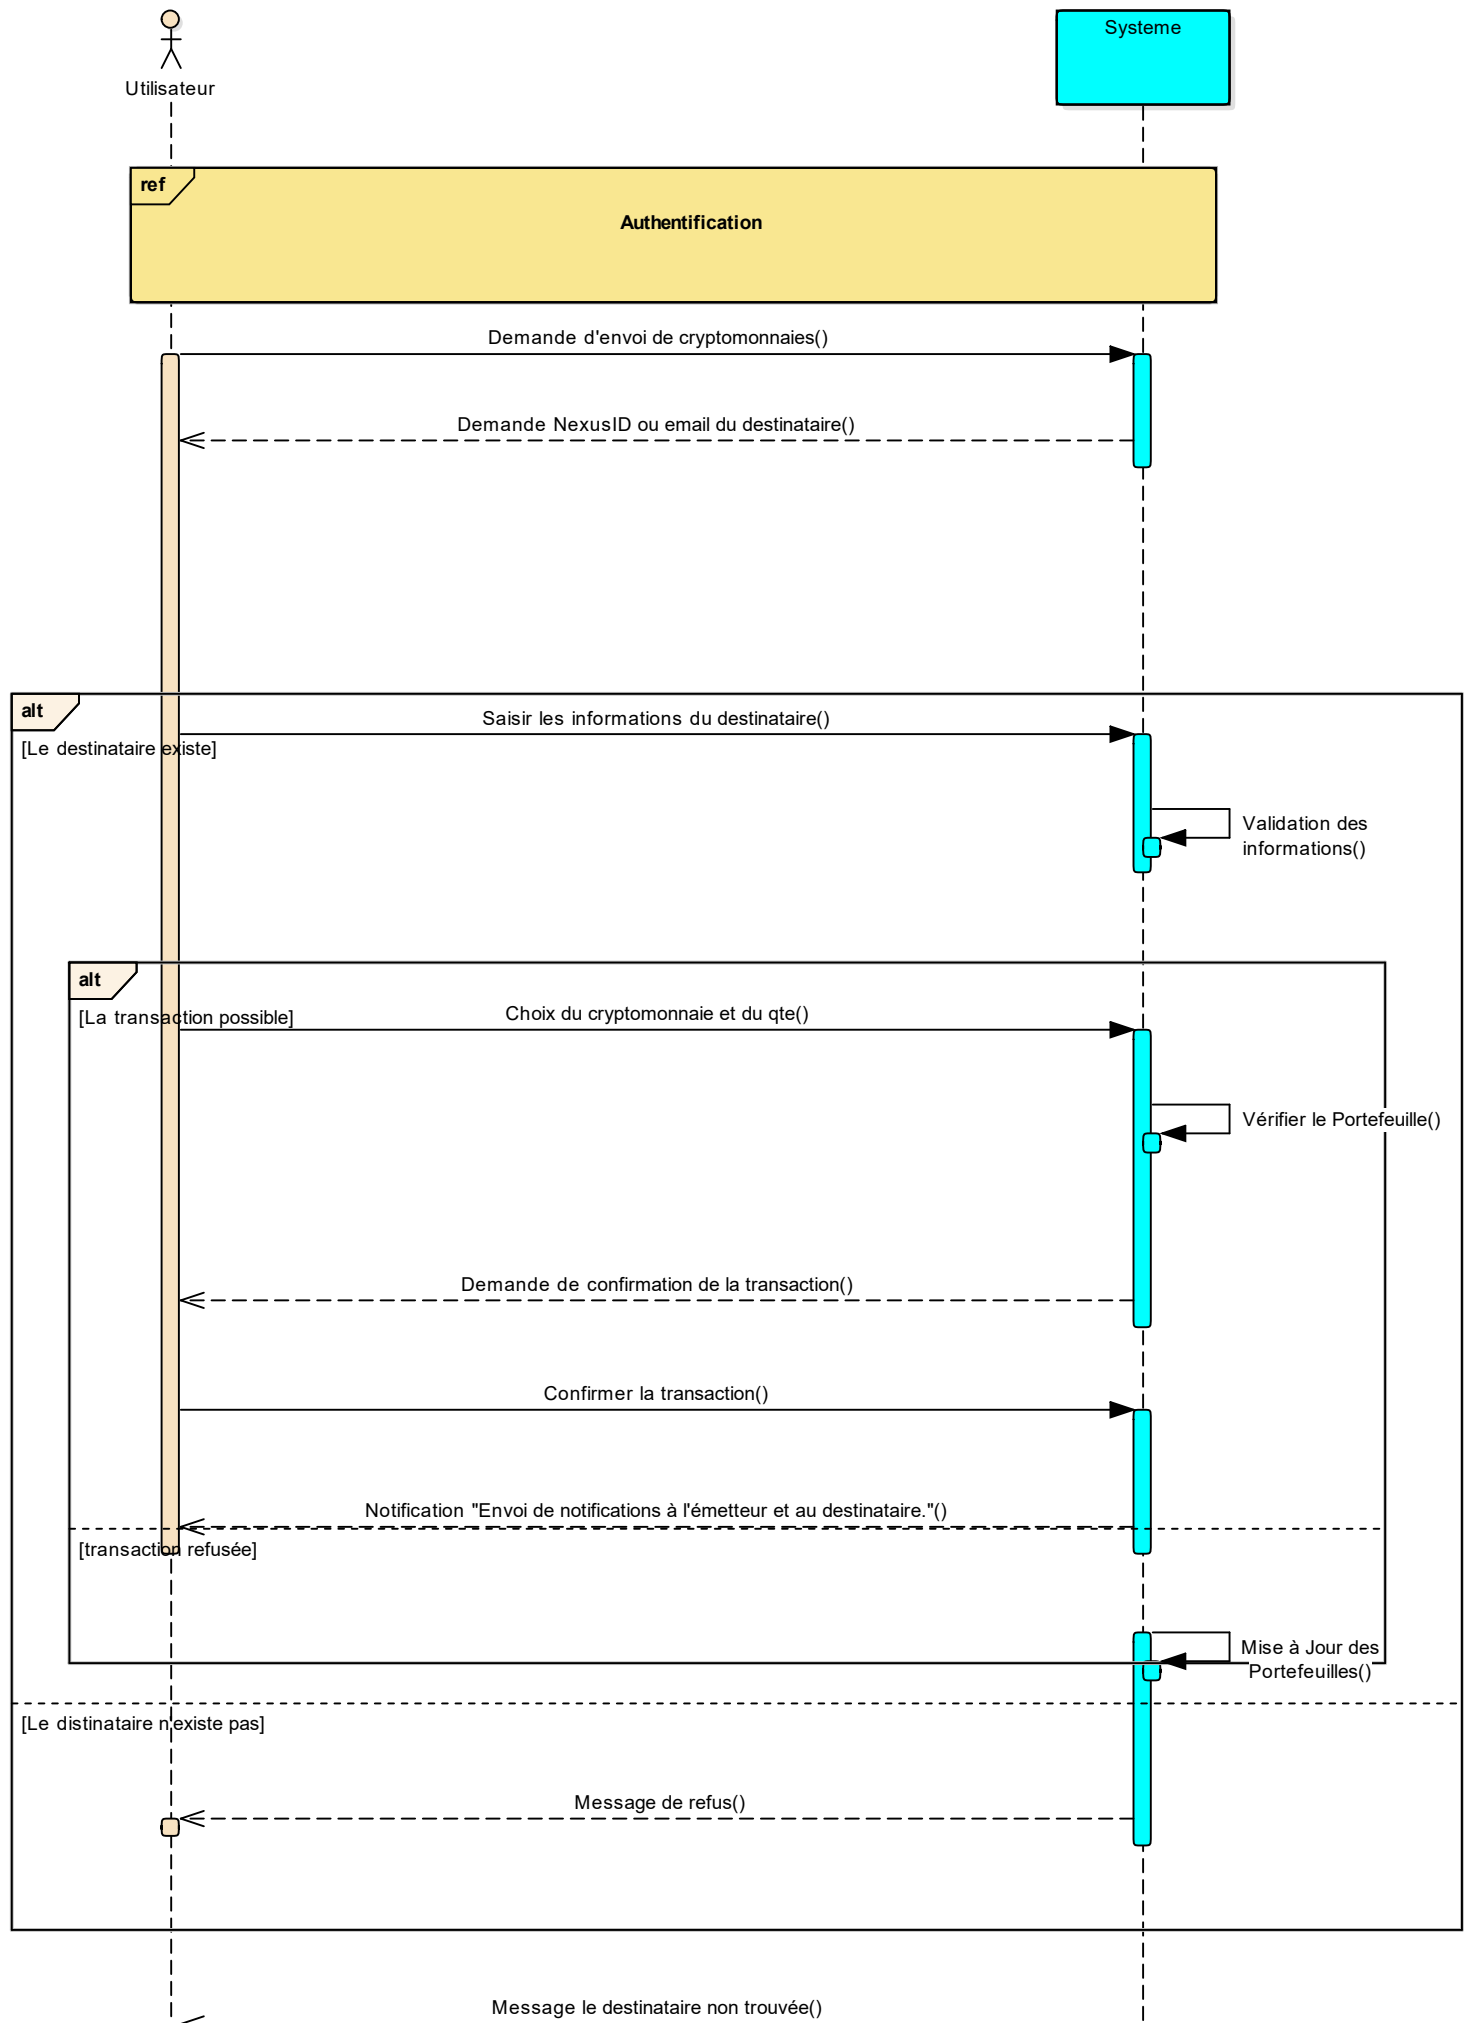 Systeme
Utilisateur
ref
Authentification
Demande d'envoi de cryptomonnaies()
Demande NexusID ou email du destinataire()
alt
Saisir les informations du destinataire()
[Le destinataire existe]
Validation des
informations()
alt
[La transaction possible]
Choix du cryptomonnaie et du qte()
Vérifier le Portefeuille()
Demande de confirmation de la transaction()
Confirmer la transaction()
Notification "Envoi de notifications à l'émetteur et au destinataire."()
[transaction refusée]
Mise à Jour des
Portefeuilles()
[Le distinataire n'existe pas]
Message de refus()
Message le destinataire non trouvée()